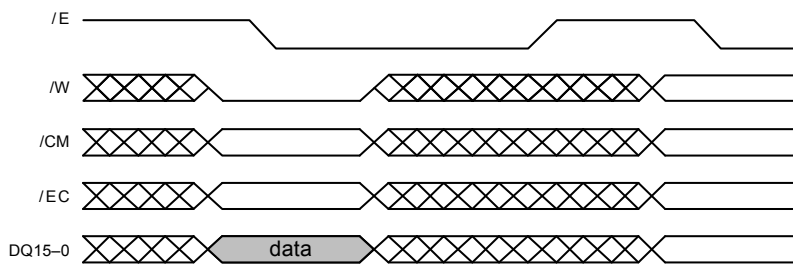 /E
/W
/CM
/EC
DQ15–0 data